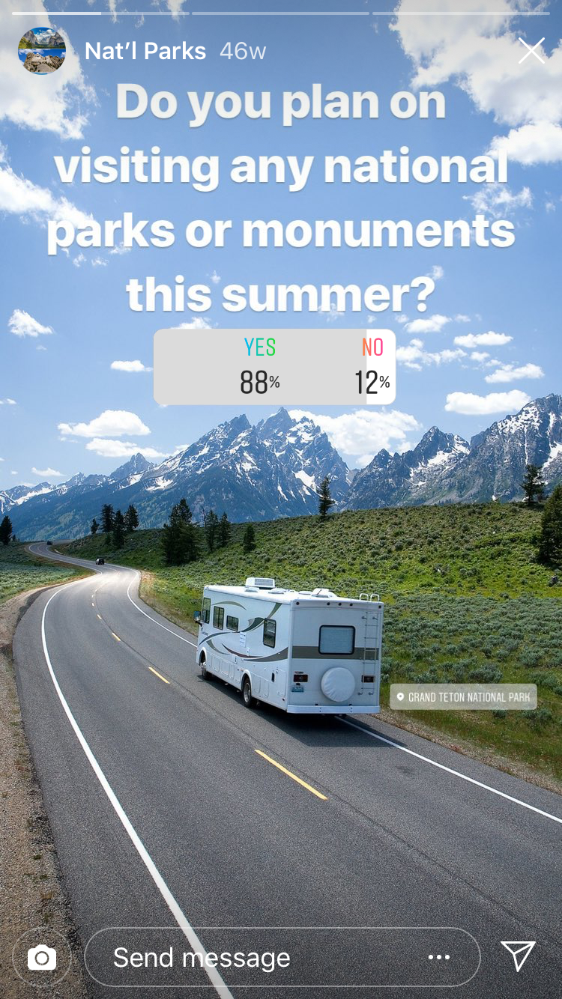 Nat’l Parks 46w
Do you plan on
visiting any national
parks or monuments
this summer?
YES NO
88% 12%
GRAND TETON NATIONAL PARK
Send message